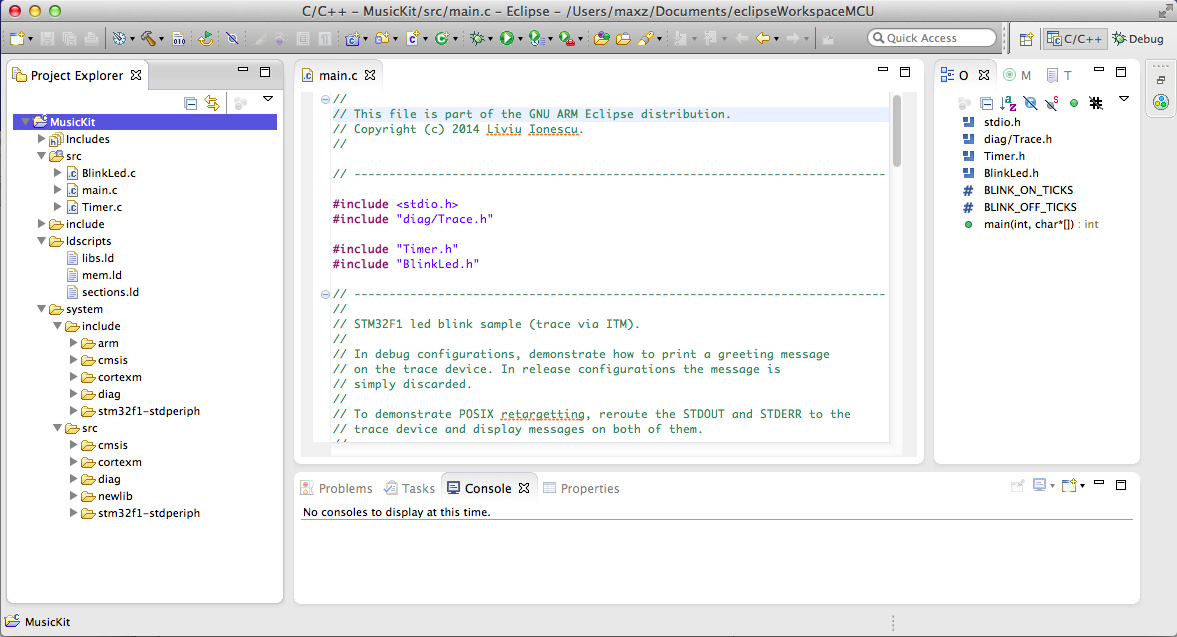 C/C++ - MusicKit/src/main.c - Eclipse - /Users/maxz/Documents/eclipseWorkspaceMCU
010
Quick Access
C/C++
Debug
Project Explorer
MusicKit
Includes
src
BlinkLed.c
main.c
Timer.c
include
ldscripts
libs.ld
mem.ld
sections.ld
system
include
arm
cmsis
cortexm
diag
stm32f1-stdperiph
src
cmsis
cortexm
diag
newlib
stm32f1-stdperiph
main.c
//
// This file is part of the GNU ARM Eclipse distribution.
// Copyright (c) 2014 Liviu Ionescu.
//
// ----------------------------------------------------------------------------
#include <stdio.h>
#include "diag/Trace.h"
#include "Timer.h"
#include "BlinkLed.h"
// ----------------------------------------------------------------------------
//
// STM32F1 led blink sample (trace via ITM).
//
// In debug configurations, demonstrate how to print a greeting message
// on the trace device. In release configurations the message is
// simply discarded.
//
// To demonstrate POSIX retargetting, reroute the STDOUT and STDERR to the
// trace device and display messages on both of them.
//
O
M
T
stdio.h
diag/Trace.h
Timer.h
BlinkLed.h
BLINK_ON_TICKS
BLINK_OFF_TICKS
main(int, char*[]) : int
Problems
Tasks
Console
Properties
No consoles to display at this time.
MusicKit